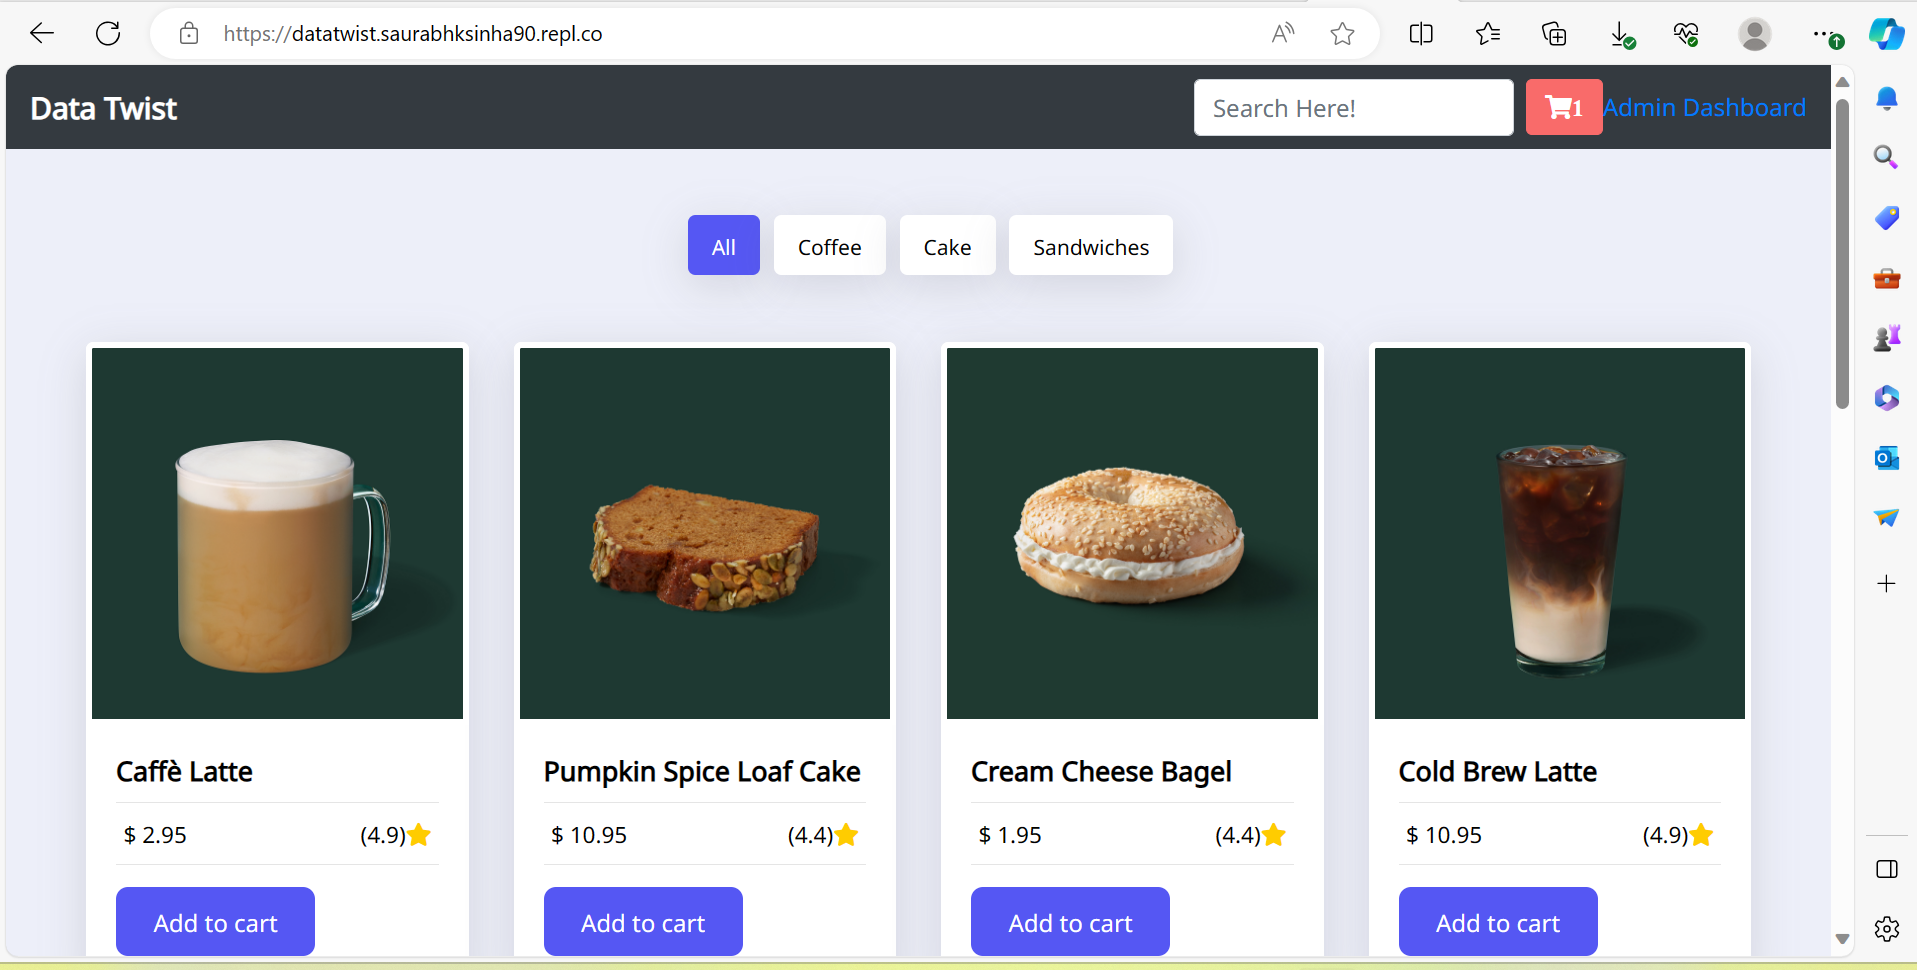 https://datatwist.saurabhksinha90.repl.co
Data Twist
Search Here!
1
Admin Dashboard
All
Coffee
Cake
Sandwiches
Caffè Latte
$ 2.95
(4.9)
Add to cart
Pumpkin Spice Loaf Cake
$ 10.95
(4.4)
Add to cart
Cream Cheese Bagel
$ 1.95
(4.4)
Add to cart
Cold Brew Latte
$ 10.95
(4.9)
Add to cart